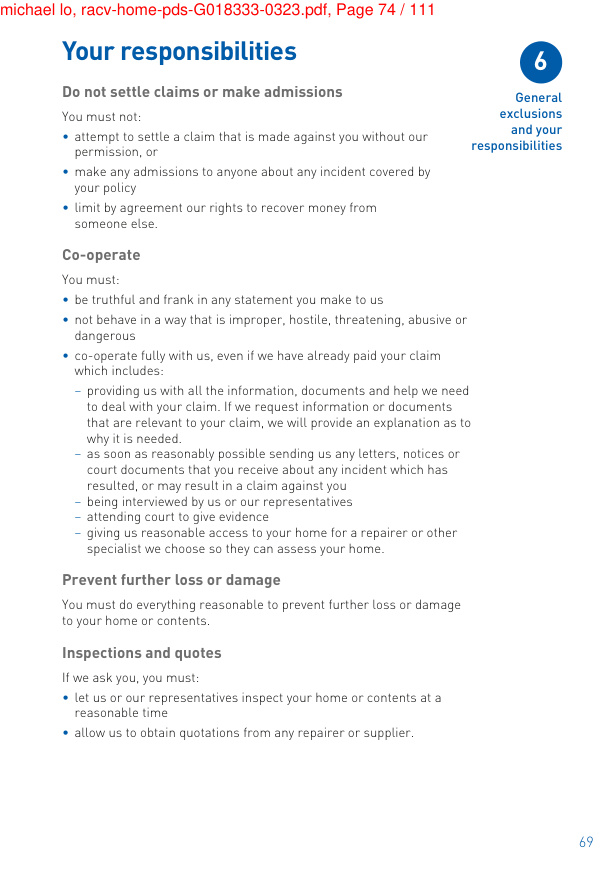 michael lo, racv-home-pds-G018333-0323.pdf, Page 74 / 111
Your responsibilities
6
General
exclusions
and your
responsibilities
Do not settle claims or make admissions
You must not:
• attempt to settle a claim that is made against you without our
permission, or
• make any admissions to anyone about any incident covered by
your policy
• limit by agreement our rights to recover money from
someone else.
Co-operate
You must:
• be truthful and frank in any statement you make to us
• not behave in a way that is improper, hostile, threatening, abusive or
dangerous
• co-operate fully with us, even if we have already paid your claim
which includes:
– providing us with all the information, documents and help we need
to deal with your claim. If we request information or documents
that are relevant to your claim, we will provide an explanation as to
why it is needed.
– as soon as reasonably possible sending us any letters, notices or
court documents that you receive about any incident which has
resulted, or may result in a claim against you
– being interviewed by us or our representatives
– attending court to give evidence
– giving us reasonable access to your home for a repairer or other
specialist we choose so they can assess your home.
Prevent further loss or damage
You must do everything reasonable to prevent further loss or damage
to your home or contents.
Inspections and quotes
If we ask you, you must:
• let us or our representatives inspect your home or contents at a
reasonable time
• allow us to obtain quotations from any repairer or supplier.
69